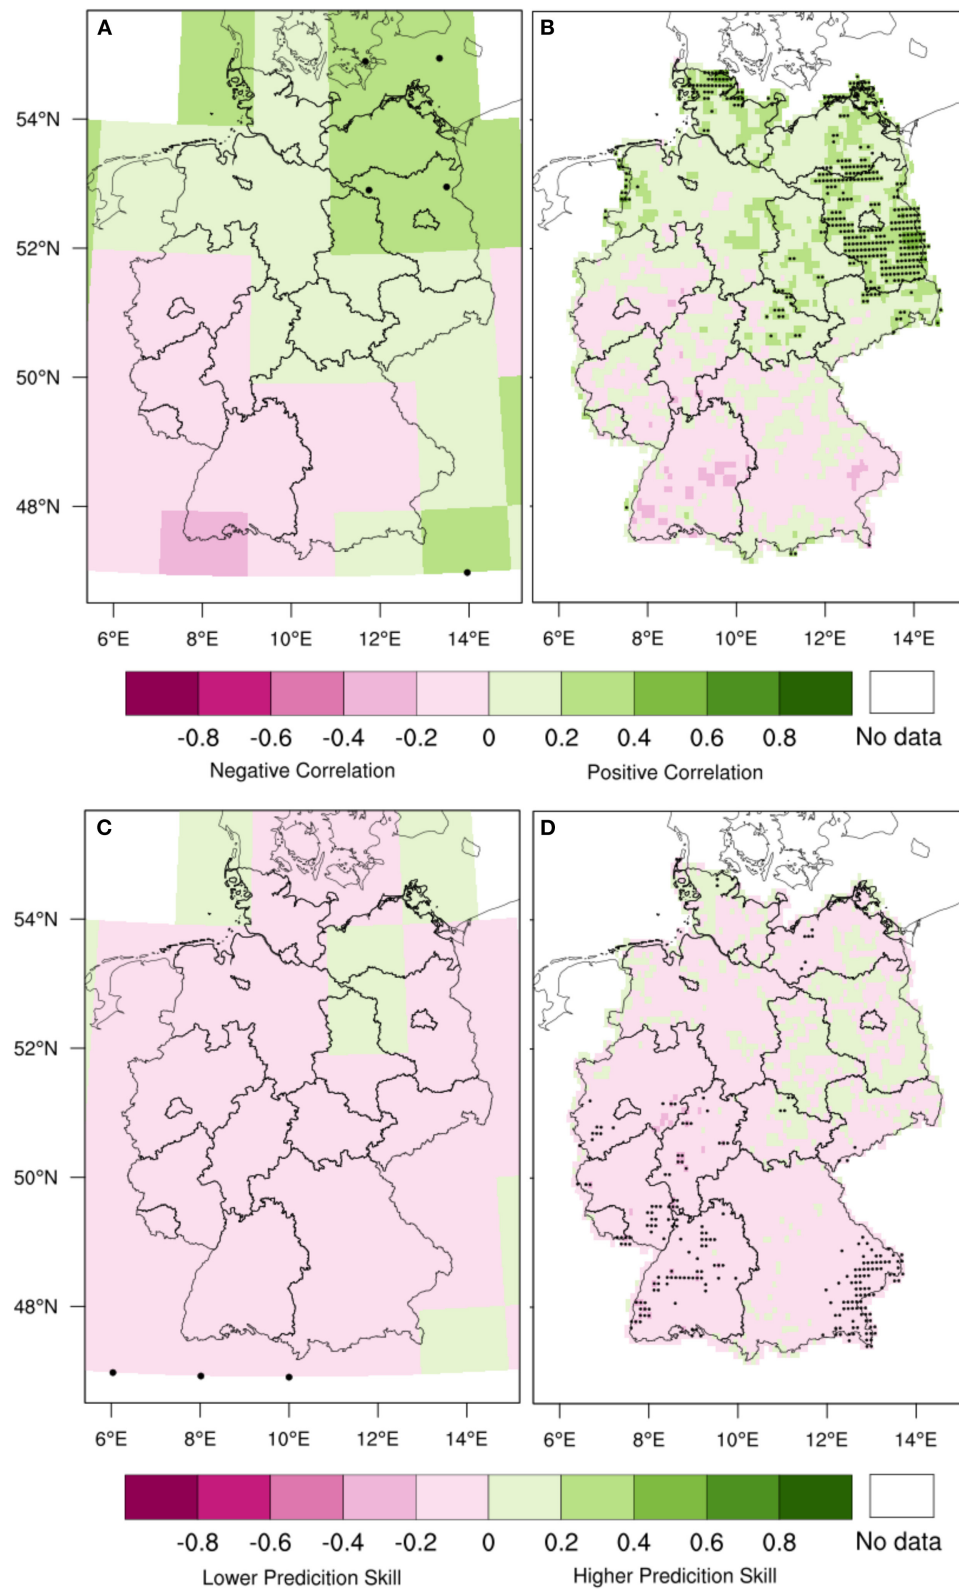 A
B
54°N
52°N
50°N
48°N
6°E 8°E 10°E 12°E 14°E
6°E 8°E 10°E 12°E 14°E
-0.8 -0.6 -0.4 -0.2 0 0.2 0.4 0.6 0.8 No data
Negative Correlation Positive Correlation
C
D
54°N
52°N
50°N
48°N
6°E 8°E 10°E 12°E 14°E
6°E 8°E 10°E 12°E 14°E
-0.8 -0.6 -0.4 -0.2 0 0.2 0.4 0.6 0.8 No data
Lower Predicition Skill Higher Predicition Skill